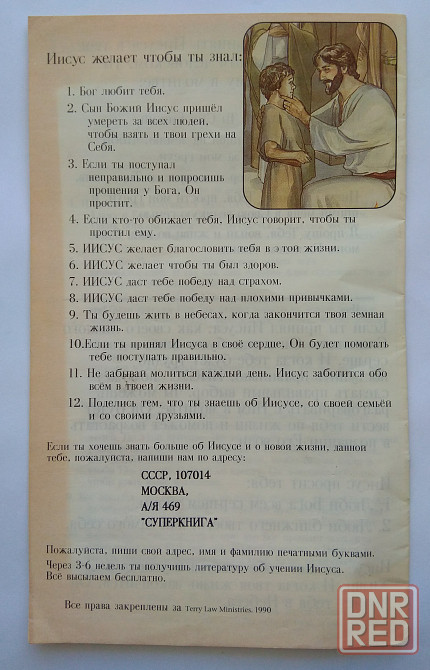 Иисус желает чтобы ты знал:
1. Бог любит тебя.
2. Сын Божий Иисус пришёл
умереть за всех людей,
чтобы взять и твои грехи на
Себя.
3. Если ты поступал
неправильно и попросишь
прощения у Бога, Он
простит.
4. Если кто-то обижает тебя, Иисус говорит, чтобы ты
простил ему.
5. ИИСУС желает благословить тебя в этой жизни.
6. ИИСУС желает чтобы ты был здоров.
7. ИИСУС даст тебе победу над страхом.
8. ИИСУС даст тебе победу над плохими привычками.
9. Ты будешь жить в небесах, когда закончится твоя земная
жизнь.
10.Если ты принял Иисуса в своё сердце, Он будет помогать
тебе поступать правильно.
11. Не забывай молиться каждый день. Иисус заботится обо
всём в твоей жизни.
12. Поделись тем, что ты знаешь об Иисусе, со своей семьёй
и со своими друзьями.
Если ты хочешь знать больше об Иисусе и о новой жизни, данной
тебе, пожалуйста, напиши нам по адресу:
СССР, 107014
МОСКВА,
А/Я 469
"СУПЕРКНИГА"
Пожалуйста, пиши свой адрес, имя и фамилию печатными буквами.
Через 3-6 недель ты получишь литературу об учении Иисуса.
Всё высылаем бесплатно.
Все права закреплены за Terry Law Ministries, 1990
DNR
RED